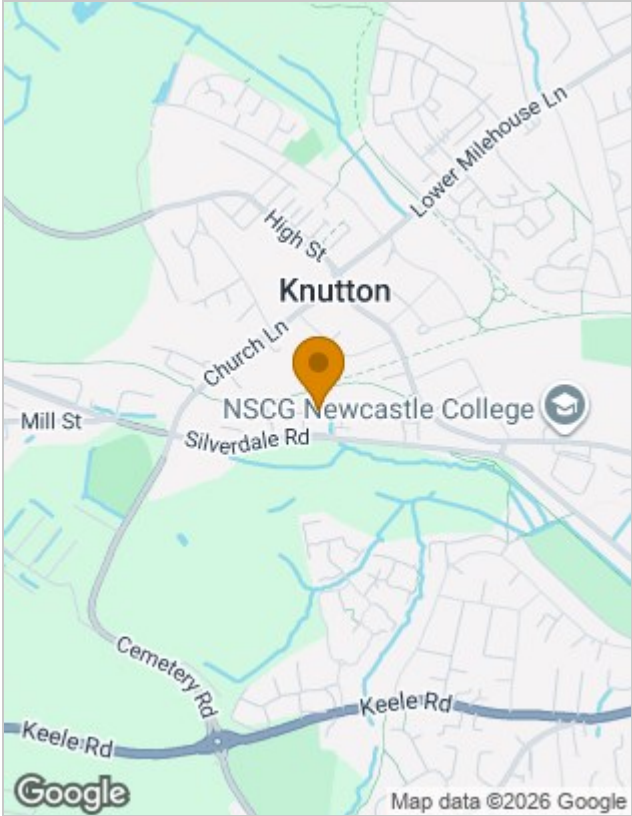 Lower Milehouse Ln
High St
Knutton
Church Ln
NSCG Newcastle College
Mill St
Silverdale Rd
Cemetery Rd
Keele Rd
Keele Rd
Google
Map data ©2026 Google